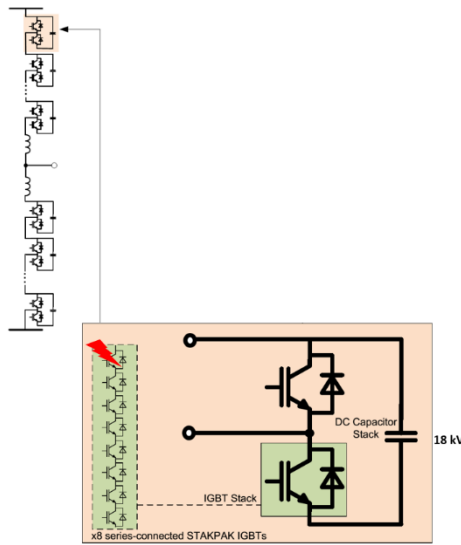 DC Capacitor
Stack
18 kV
IGBT Stack
x8 series-connected STAKPAK IGBTs